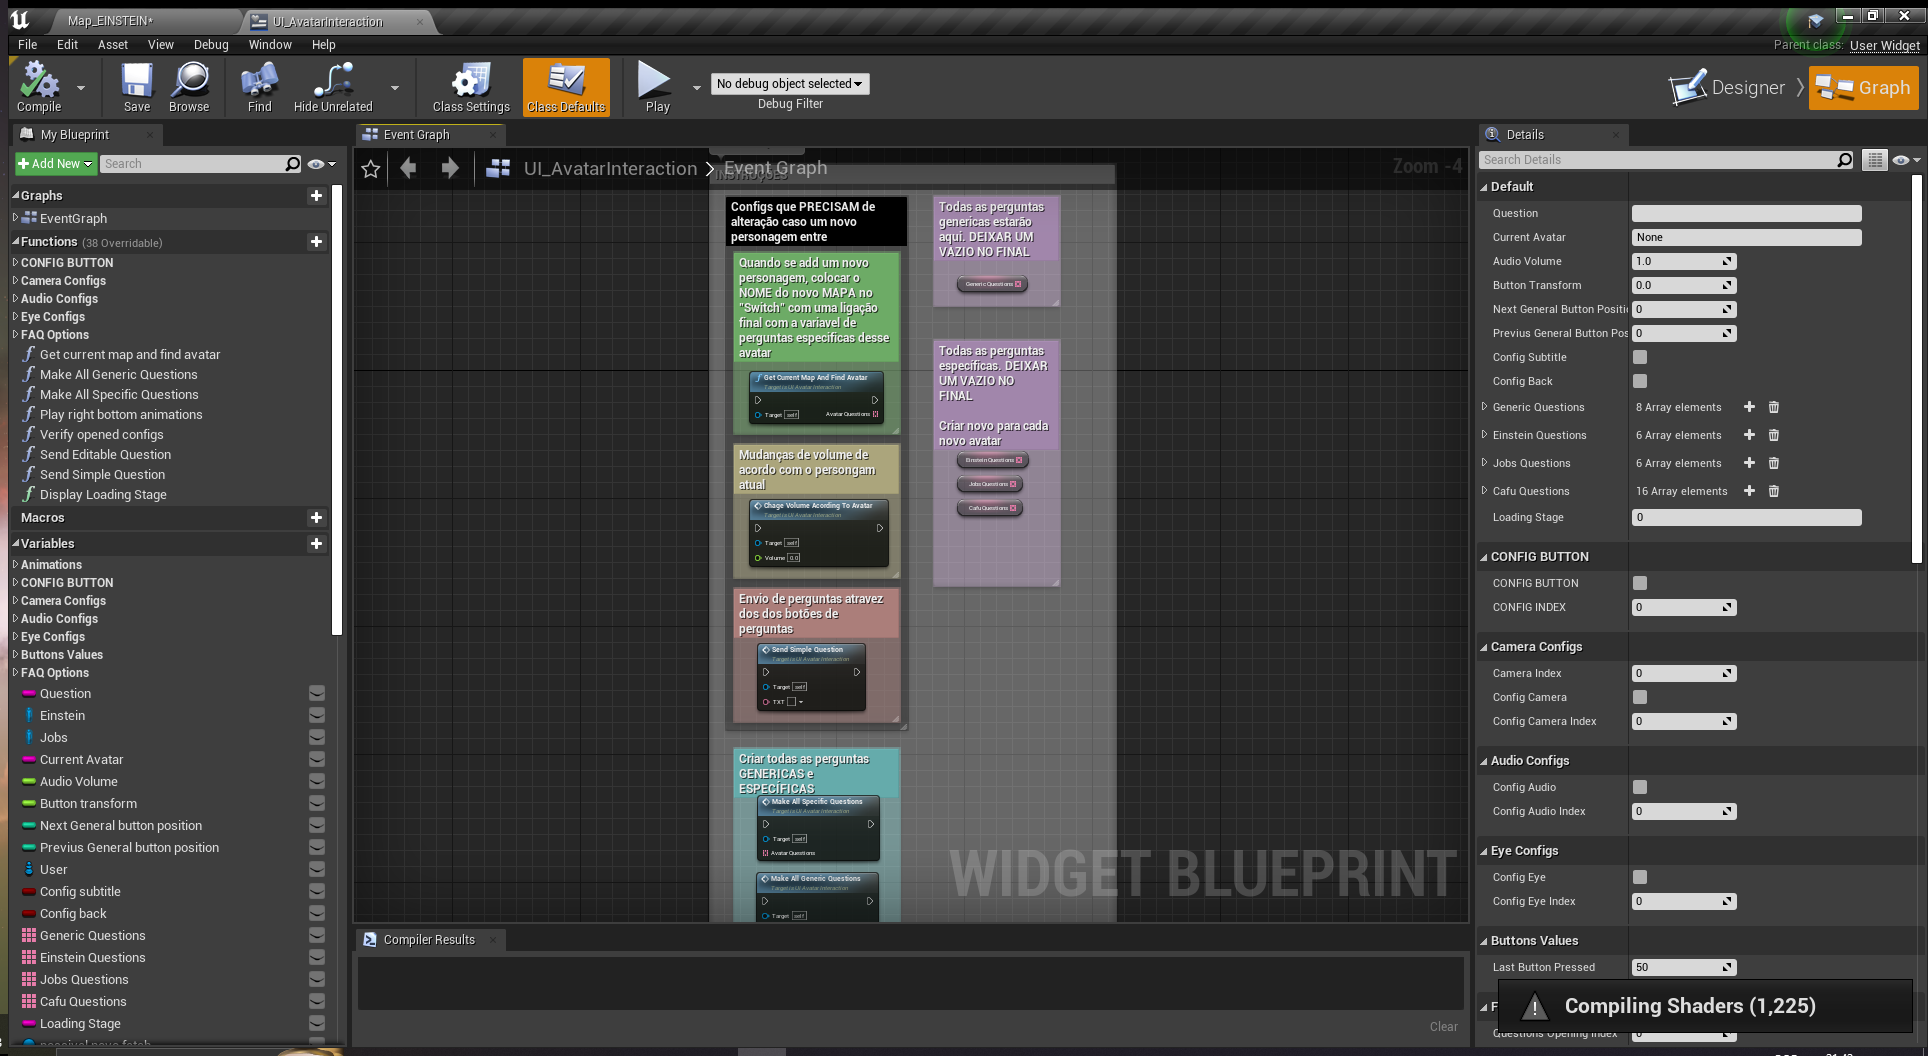 Map_EINSTEIN*
UI_AvatarInteraction
File Edit Asset View Debug Window Help
Parent class: User Widget
Compile
Save
Browse
Find
Hide Unrelated
Class Settings
Class Defaults
Play
No debug object selected
Debug Filter
Designer
Graph
My Blueprint
Add New
Search
Graphs
EventGraph
Functions (38 Overridable)
CONFIG BUTTON
Camera Configs
Audio Configs
Eye Configs
FAQ Options
Get current map and find avatar
Make All Generic Questions
Make All Specific Questions
Play right bottom animations
Verify opened configs
Send Editable Question
Send Simple Question
Display Loading Stage
Macros
Variables
Animations
CONFIG BUTTON
Camera Configs
Audio Configs
Eye Configs
Buttons Values
FAQ Options
Question
Einstein
Jobs
Current Avatar
Audio Volume
Button transform
Next General button position
Previus General button position
User
Config subtitle
Config back
Generic Questions
Einstein Questions
Jobs Questions
Cafu Questions
Loading Stage
Event Graph
UI_AvatarInteraction > Event Graph
Zoom -4
INSTRUÇÕES
Configs que PRECISAM de
alteração caso um novo
personagem entre
Quando se add um novo
personagem, colocar o
NOME do novo MAPA no
"Switch" com uma ligação
final com a variavel de
perguntas especificas desse
avatar
Get Current Map And Find Avatar
Target is UI Avatar Interaction
Target self Avatar Questions
Mudanças de volume de
acordo com o persongam
atual
Chage Volume Acording To Avatar
Target is UI Avatar Interaction
Target self
Volume 0.0
Envio de perguntas atravez
dos dos botões de
perguntas
Send Simple Question
Target is UI Avatar Interaction
Target self
TXT
Criar todas as perguntas
GENERICAS e
ESPECÍFICAS
Make All Specific Questions
Target is UI Avatar Interaction
Target self
Avatar Questions
Make All Generic Questions
Target is UI Avatar Interaction
Target self
Todas as perguntas
genericas estarão
aqui. DEIXAR UM
VAZIO NO FINAL
Generic Questions
Todas as perguntas
específicas. DEIXAR
UM VAZIO NO
FINAL
Criar novo para cada
novo avatar
Einstein Questions
Jobs Questions
Cafu Questions
WIDGET BLUEPRINT
Compiler Results
Clear
Details
Search Details
Default
Question
Current Avatar None
Audio Volume 1.0
Button Transform 0.0
Next General Button Positi 0
Previus General Button Pos 0
Config Subtitle
Config Back
Generic Questions 8 Array elements
Einstein Questions 6 Array elements
Jobs Questions 6 Array elements
Cafu Questions 16 Array elements
Loading Stage 0
CONFIG BUTTON
CONFIG BUTTON
CONFIG INDEX 0
Camera Configs
Camera Index 0
Config Camera
Config Camera Index 0
Audio Configs
Config Audio
Config Audio Index 0
Eye Configs
Config Eye
Config Eye Index 0
Buttons Values
Last Button Pressed 50
Compiling Shaders (1,225)
Questions Opening Index 0